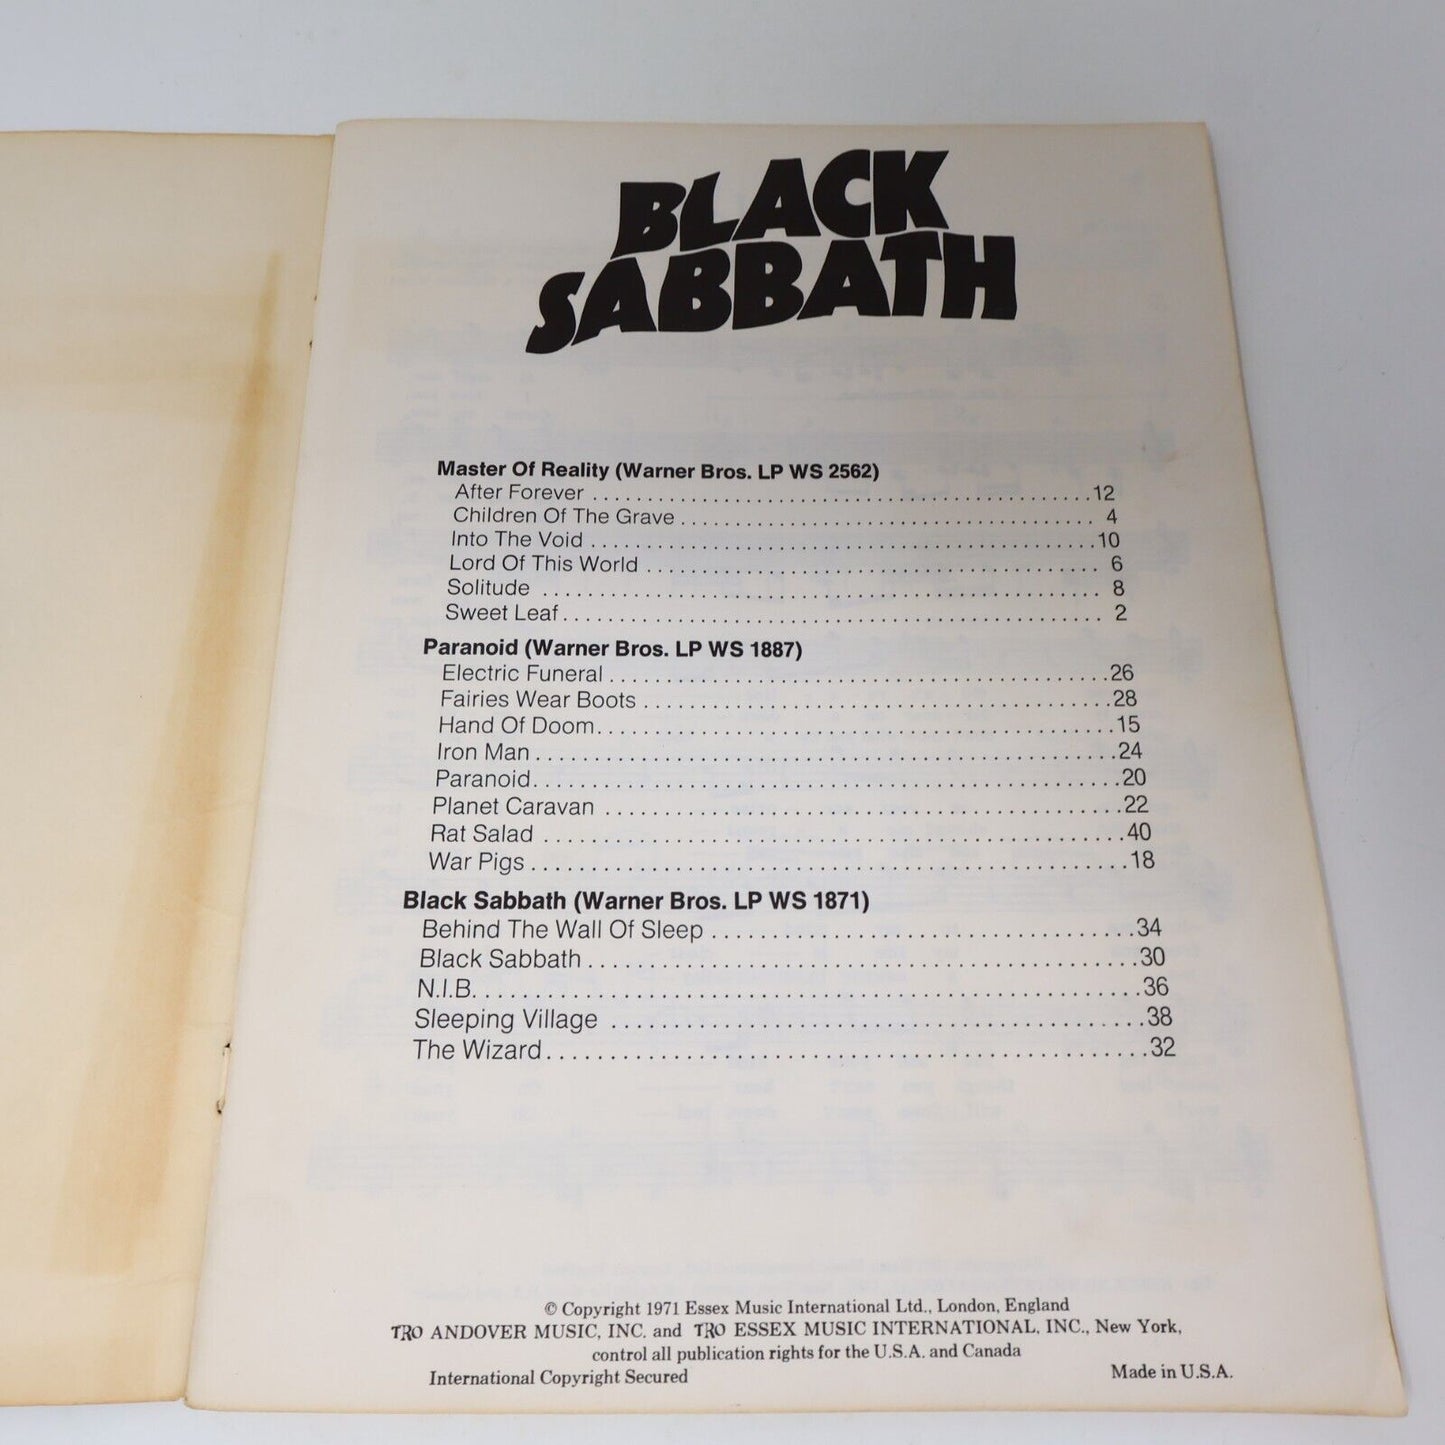 BLACK
SABBATH
Master Of Reality (Warner Bros. LP WS 2562)
After Forever ................................................12
Children Of The Grave ........................................ 4
Into The Void .................................................10
Lord Of This World ........................................... 6
Solitude ..................................................... 8
Sweet Leaf.................................................... 2
Paranoid (Warner Bros. LP WS 1887)
Electric Funeral ..............................................26
Fairies Wear Boots ............................................28
Hand Of Doom..................................................15
Iron Man ......................................................24
Paranoid......................................................20
Planet Caravan ................................................22
Rat Salad .....................................................40
War Pigs ......................................................18
Black Sabbath (Warner Bros. LP WS 1871)
Behind The Wall Of Sleep ......................................34
Black Sabbath .................................................30
N.I.B.........................................................36
Sleeping Village ..............................................38
The Wizard....................................................32
© Copyright 1971 Essex Music International Ltd., London, England
TRO ANDOVER MUSIC, INC. and TRO ESSEX MUSIC INTERNATIONAL, INC., New York,
control all publication rights for the U.S.A. and Canada
International Copyright Secured Made in U.S.A.